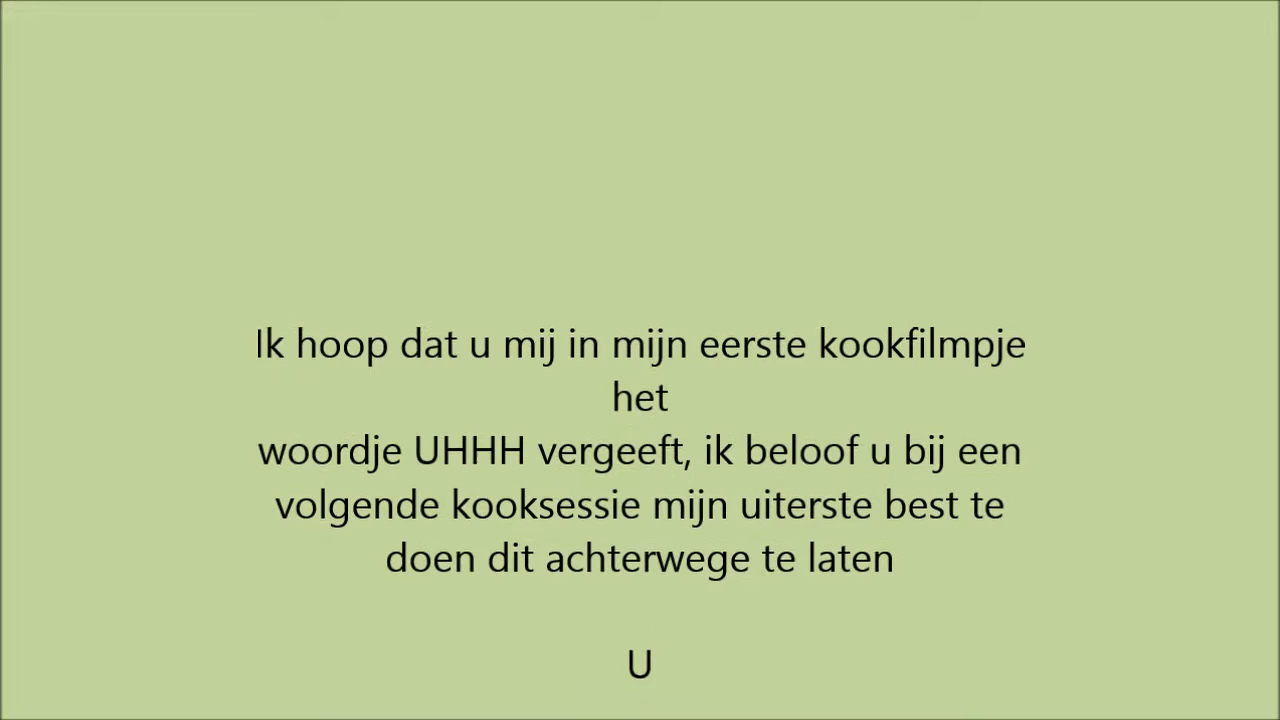 Ik hoop dat u mij in mijn eerste kookfilmpje
het
woordje UHHH vergeeft, ik beloof u bij een
volgende kooksessie mijn uiterste best te
doen dit achterwege te laten
U